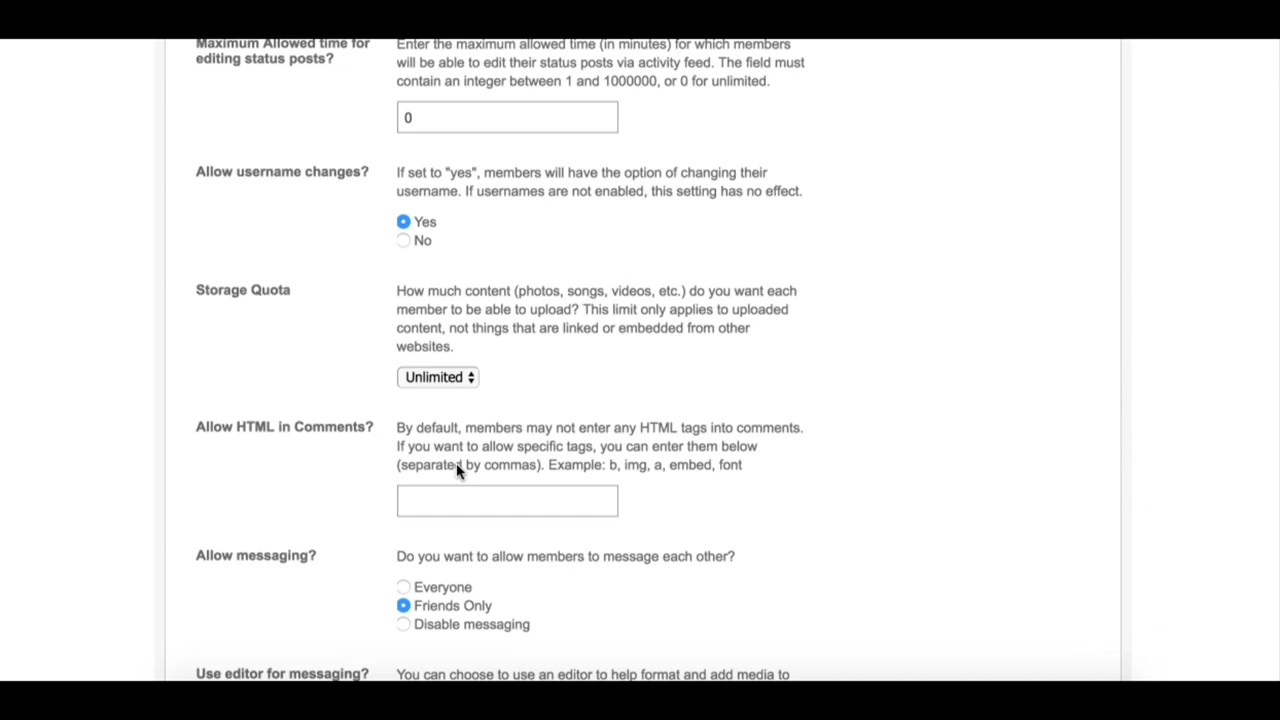 Maximum Allowed time for
editing status posts?
Enter the maximum allowed time (in minutes) for which members
will be able to edit their status posts via activity feed. The field must
contain an integer between 1 and 1000000, or 0 for unlimited.
0
Allow username changes?
If set to "yes", members will have the option of changing their
username. If usernames are not enabled, this setting has no effect.
Yes
No
Storage Quota
How much content (photos, songs, videos, etc.) do you want each
member to be able to upload? This limit only applies to uploaded
content, not things that are linked or embedded from other
websites.
Unlimited
Allow HTML in Comments?
By default, members may not enter any HTML tags into comments.
If you want to allow specific tags, you can enter them below
(separated by commas). Example: b, img, a, embed, font
Allow messaging?
Do you want to allow members to message each other?
Everyone
Friends Only
Disable messaging
Use editor for messaging?
You can choose to use an editor to help format and add media to